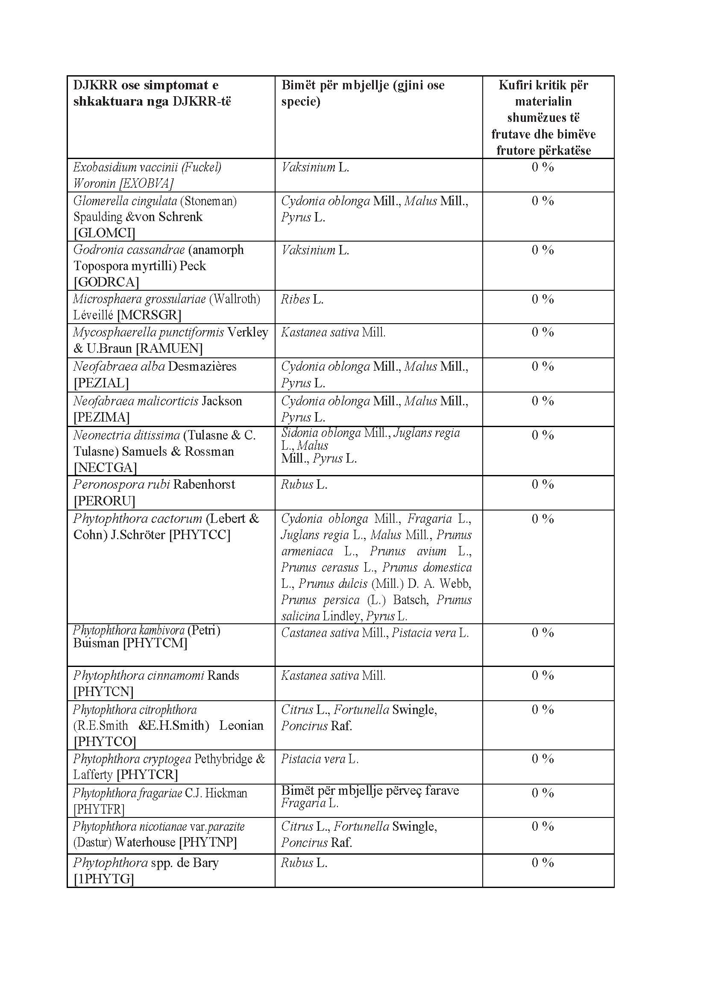 DJKRR ose simptomat e
shkaktuara nga DJKRR-të
Bimët për mbjellje (gjini ose
specie)
Kufiri kritik për
materialin
shumëzues të
frutave dhe bimëve
frutore përkatëse
Exobasidium vaccinii (Fuckel)
Woronin [EXOBVA]
Vaksinium L.
0 %
Glomerella cingulata (Stoneman)
Spaulding &von Schrenk
[GLOMCI]
Cydonia oblonga Mill., Malus Mill.,
Pyrus L.
0 %
Godronia cassandrae (anamorph
Topospora myrtilli) Peck
[GODRCA]
Vaksinium L.
0 %
Microsphaera grossulariae (Wallroth)
Léveillé [MCRSGR]
Ribes L.
0 %
Mycosphaerella punctiformis Verkley
& U.Braun [RAMUEN]
Kastanea sativa Mill.
0 %
Neofabraea alba Desmazières
[PEZIAL]
Cydonia oblonga Mill., Malus Mill.,
Pyrus L.
0 %
Neofabraea malicorticis Jackson
[PEZIMA]
Cydonia oblonga Mill., Malus Mill.,
Pyrus L.
0 %
Neonectria ditissima (Tulasne & C.
Tulasne) Samuels & Rossman
[NECTGA]
Sidonia oblonga Mill., Juglans regia
L., Malus
Mill., Pyrus L.
0 %
Peronospora rubi Rabenhorst
[PERORU]
Rubus L.
0 %
Phytophthora cactorum (Lebert &
Cohn) J.Schröter [PHYTCC]
Cydonia oblonga Mill., Fragaria L.,
Juglans regia L., Malus Mill., Prunus
armeniaca L., Prunus avium L.,
Prunus cerasus L., Prunus domestica
L., Prunus dulcis (Mill.) D. A. Webb,
Prunus persica (L.) Batsch, Prunus
salicina Lindley, Pyrus L.
0 %
Phytophthora kambivora (Petri)
Buisman [PHYTCM]
Castanea sativa Mill., Pistacia vera L.
0 %
Phytophthora cinnamomi Rands
[PHYTCN]
Kastanea sativa Mill.
0 %
Phytophthora citrophthora
(R.E.Smith &E.H.Smith) Leonian
[PHYTCO]
Citrus L., Fortunella Swingle,
Poncirus Raf.
0 %
Phytophthora cryptogea Pethybridge &
Lafferty [PHYTCR]
Pistacia vera L.
0 %
Phytophthora fragariae C.J. Hickman
[PHYTFR]
Bimët për mbjellje përveç farave
Fragaria L.
0 %
Phytophthora nicotianae var.parazite
(Dastur) Waterhouse [PHYTNP]
Citrus L., Fortunella Swingle,
Poncirus Raf.
0 %
Phytophthora spp. de Bary
[1PHYTG]
Rubus L.
0 %